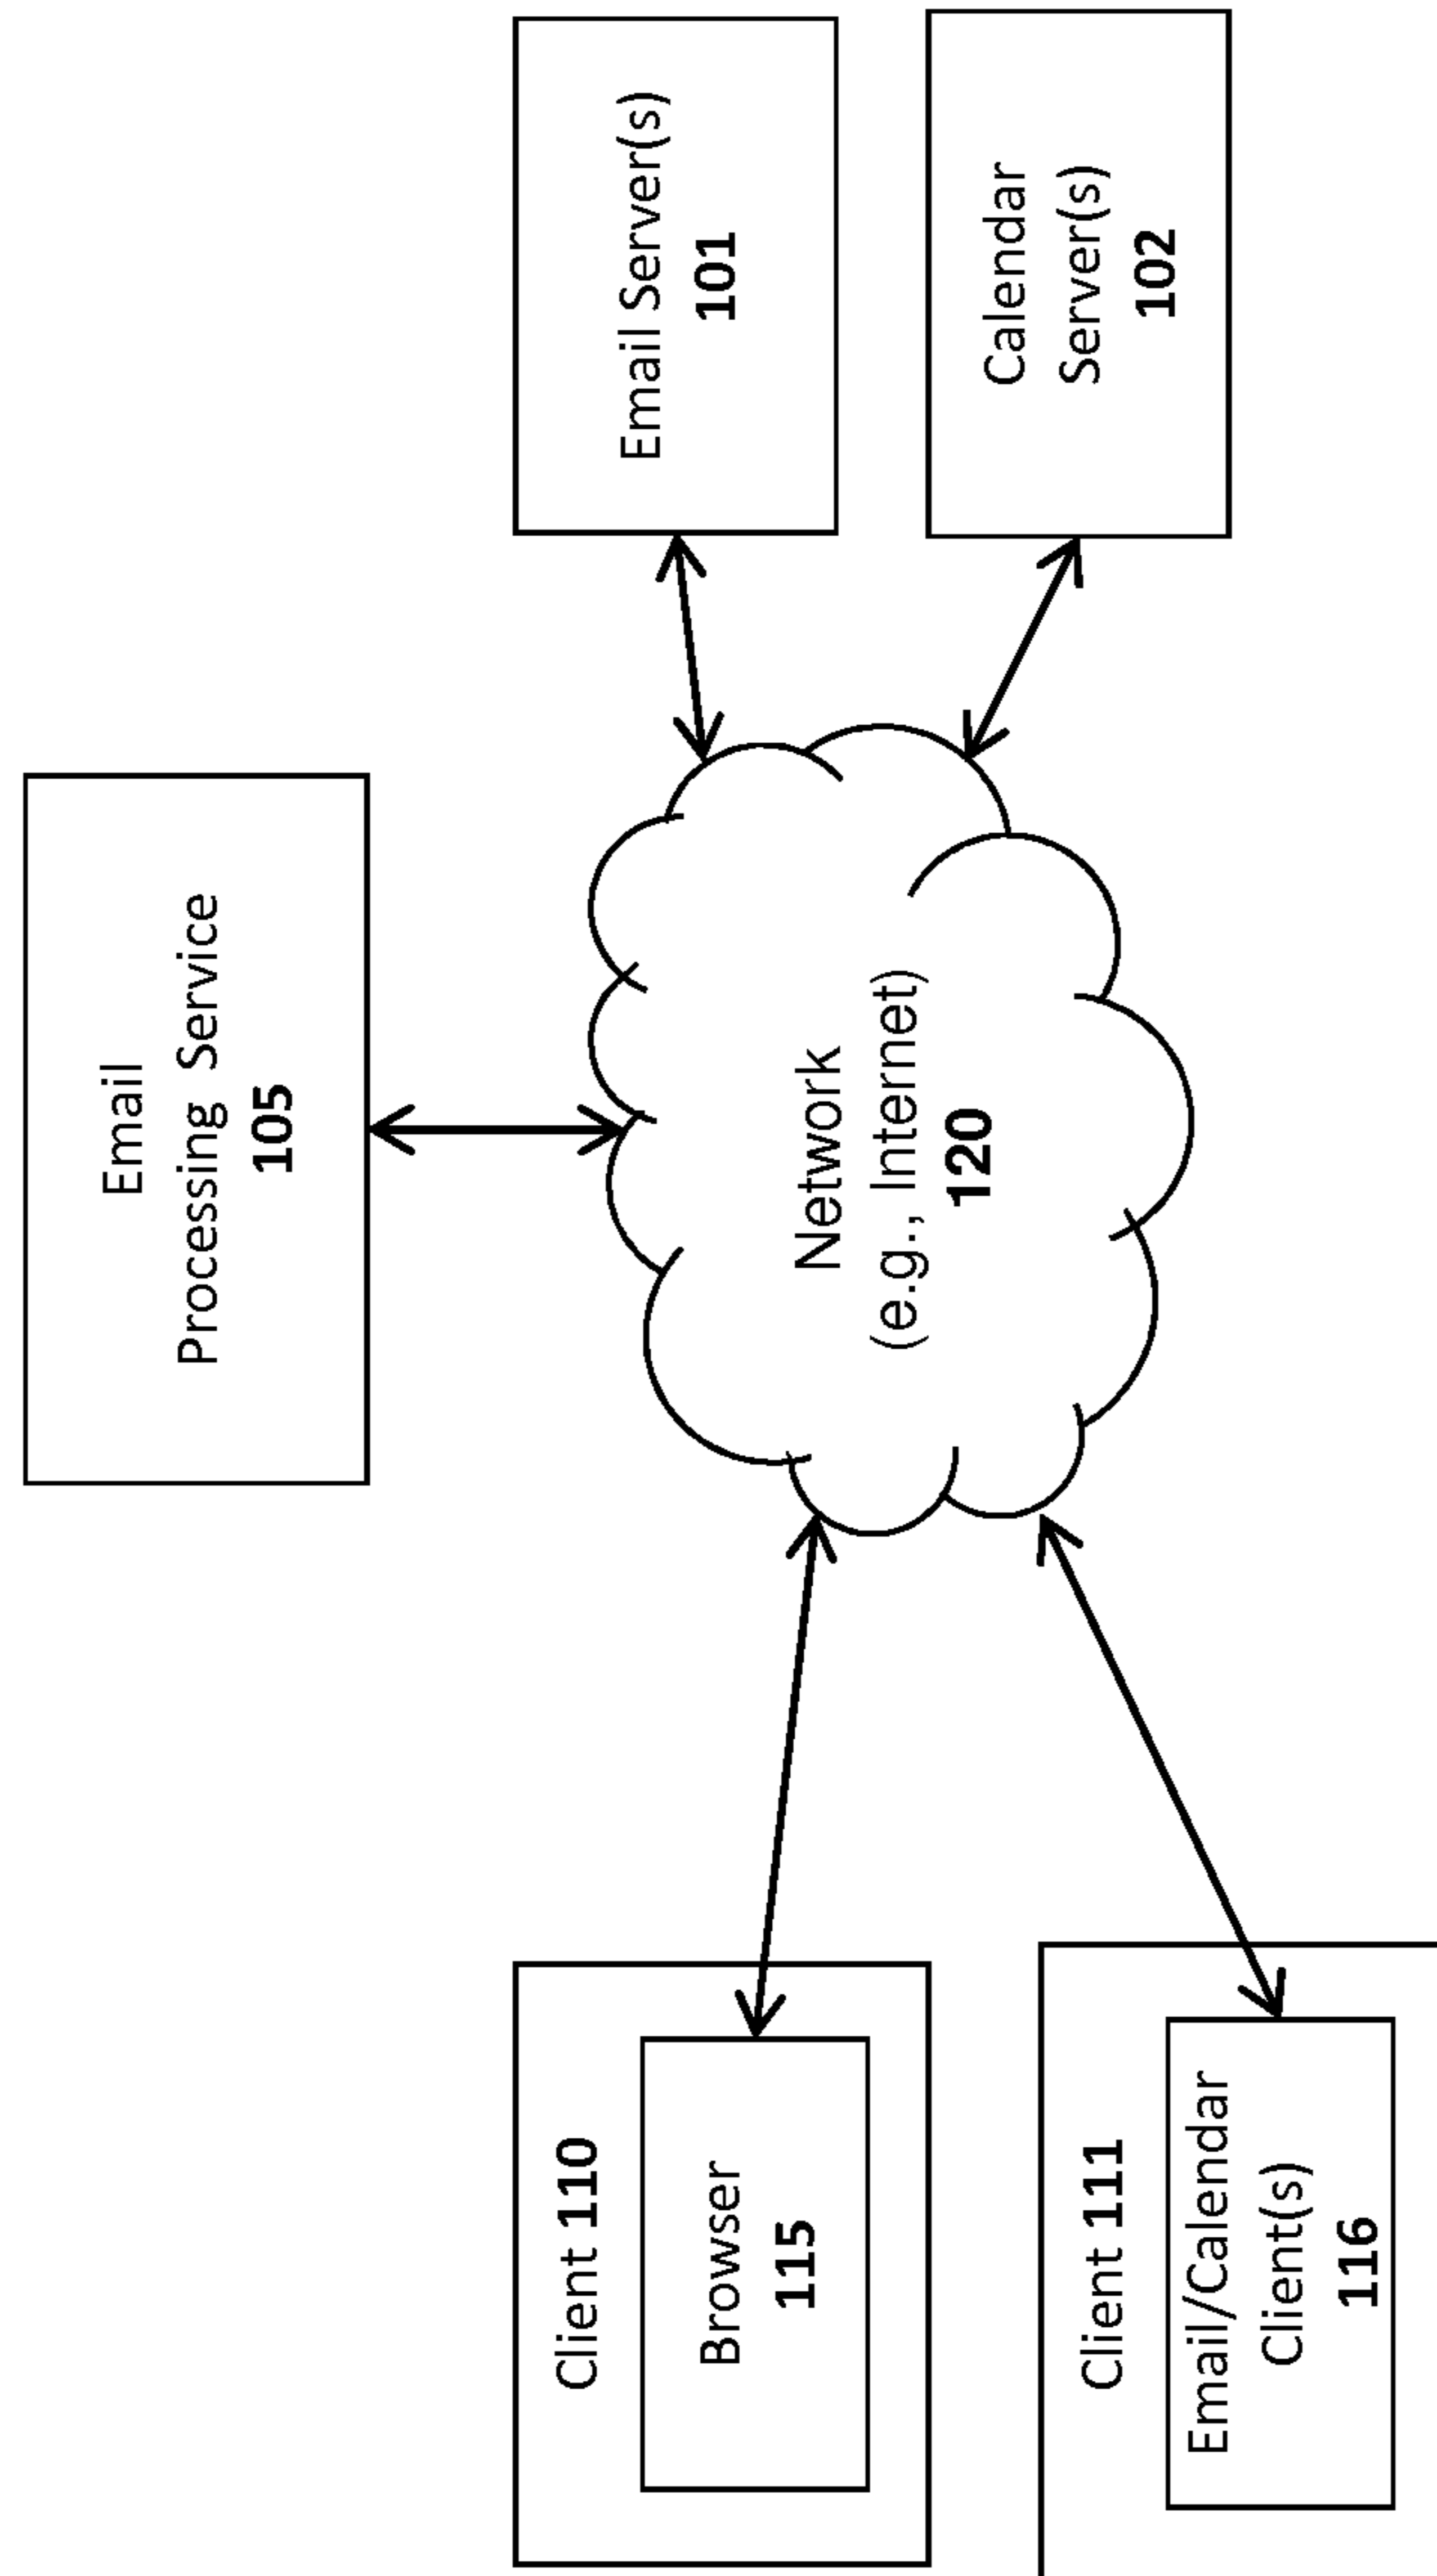 Email
Processing Service
105
Client 110
Browser
115
Network
(e.g., Internet)
120
Email Server(s)
101
Client 111
Email/Calendar
Client(s)
116
Calendar
Server(s)
102